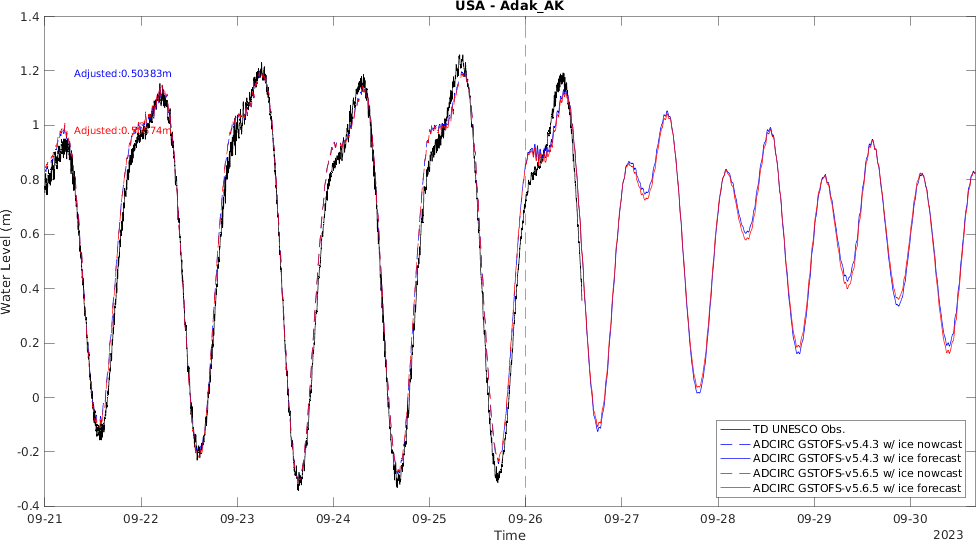 USA - Adak_AK
1.4
1.2
1
0.8
0.6
0.4
0.2
0
-0.2
-0.4
Water Level (m)
Adjusted:0.50383m
09-21
09-22
09-23
09-24
09-25
09-26
09-27
09-28
09-29
09-30
Time
2023
TD UNESCO Obs.
ADCIRC GSTOFS-v5.4.3 w/ ice nowcast
ADCIRC GSTOFS-v5.4.3 w/ ice forecast
ADCIRC GSTOFS-v5.6.5 w/ ice nowcast
ADCIRC GSTOFS-v5.6.5 w/ ice forecast